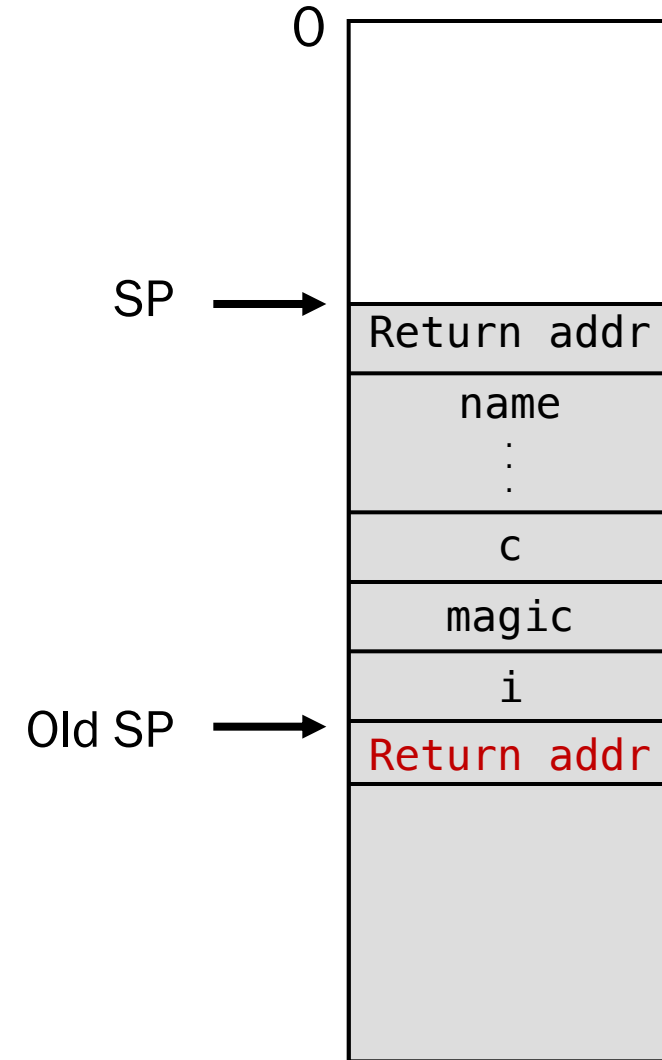 0
SP
Return addr
name
.
.
.
c
magic
i
Old SP
Return addr